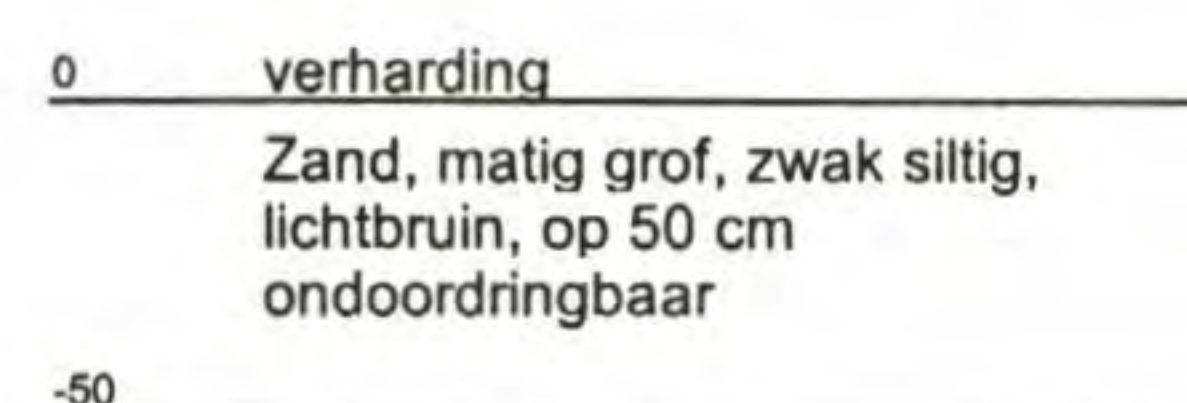 0 verharding
Zand, matig grof, zwak siltig,
lichtbruin, op 50 cm
ondoordringbaar
-50